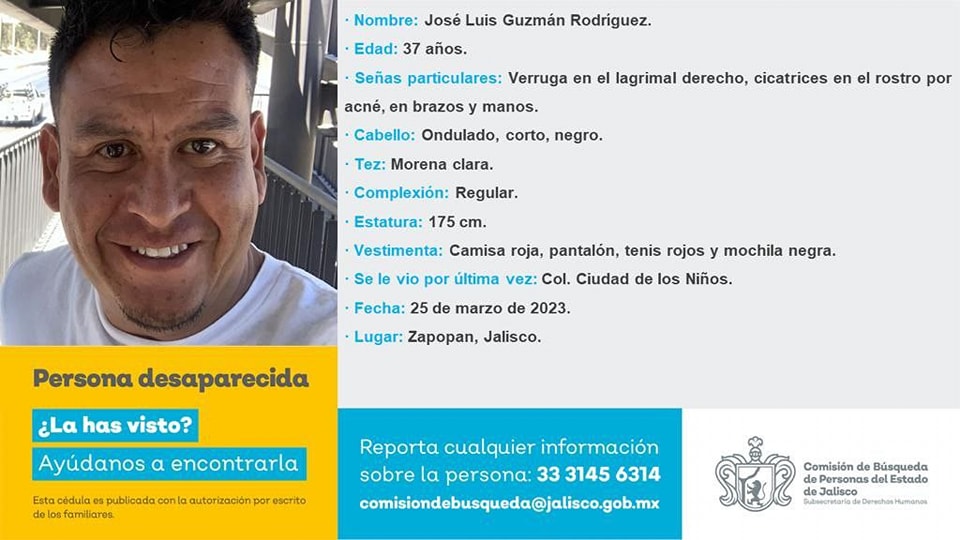 · Nombre: José Luis Guzmán Rodríguez.
· Edad: 37 años.
· Señas particulares: Verruga en el lagrimal derecho, cicatrices en el rostro por
acné, en brazos y manos.
· Cabello: Ondulado, corto, negro.
· Tez: Morena clara.
· Complexión: Regular.
· Estatura: 175 cm.
· Vestimenta: Camisa roja, pantalón, tenis rojos y mochila negra.
· Se le vio por última vez: Col. Ciudad de los Niños.
· Fecha: 25 de marzo de 2023.
· Lugar: Zapopan, Jalisco.
Persona desaparecida
¿La has visto?
Ayúdanos a encontrarla
Esta cédula es publicada con la autorización por escrito
de los familiares.
Reporta cualquier información
sobre la persona: 33 3145 6314
comisiondebusqueda@jalisco.gob.mx
Comisión de Búsqueda
de Personas del Estado
de Jalisco
Subsecretaría de Derechos Humanos